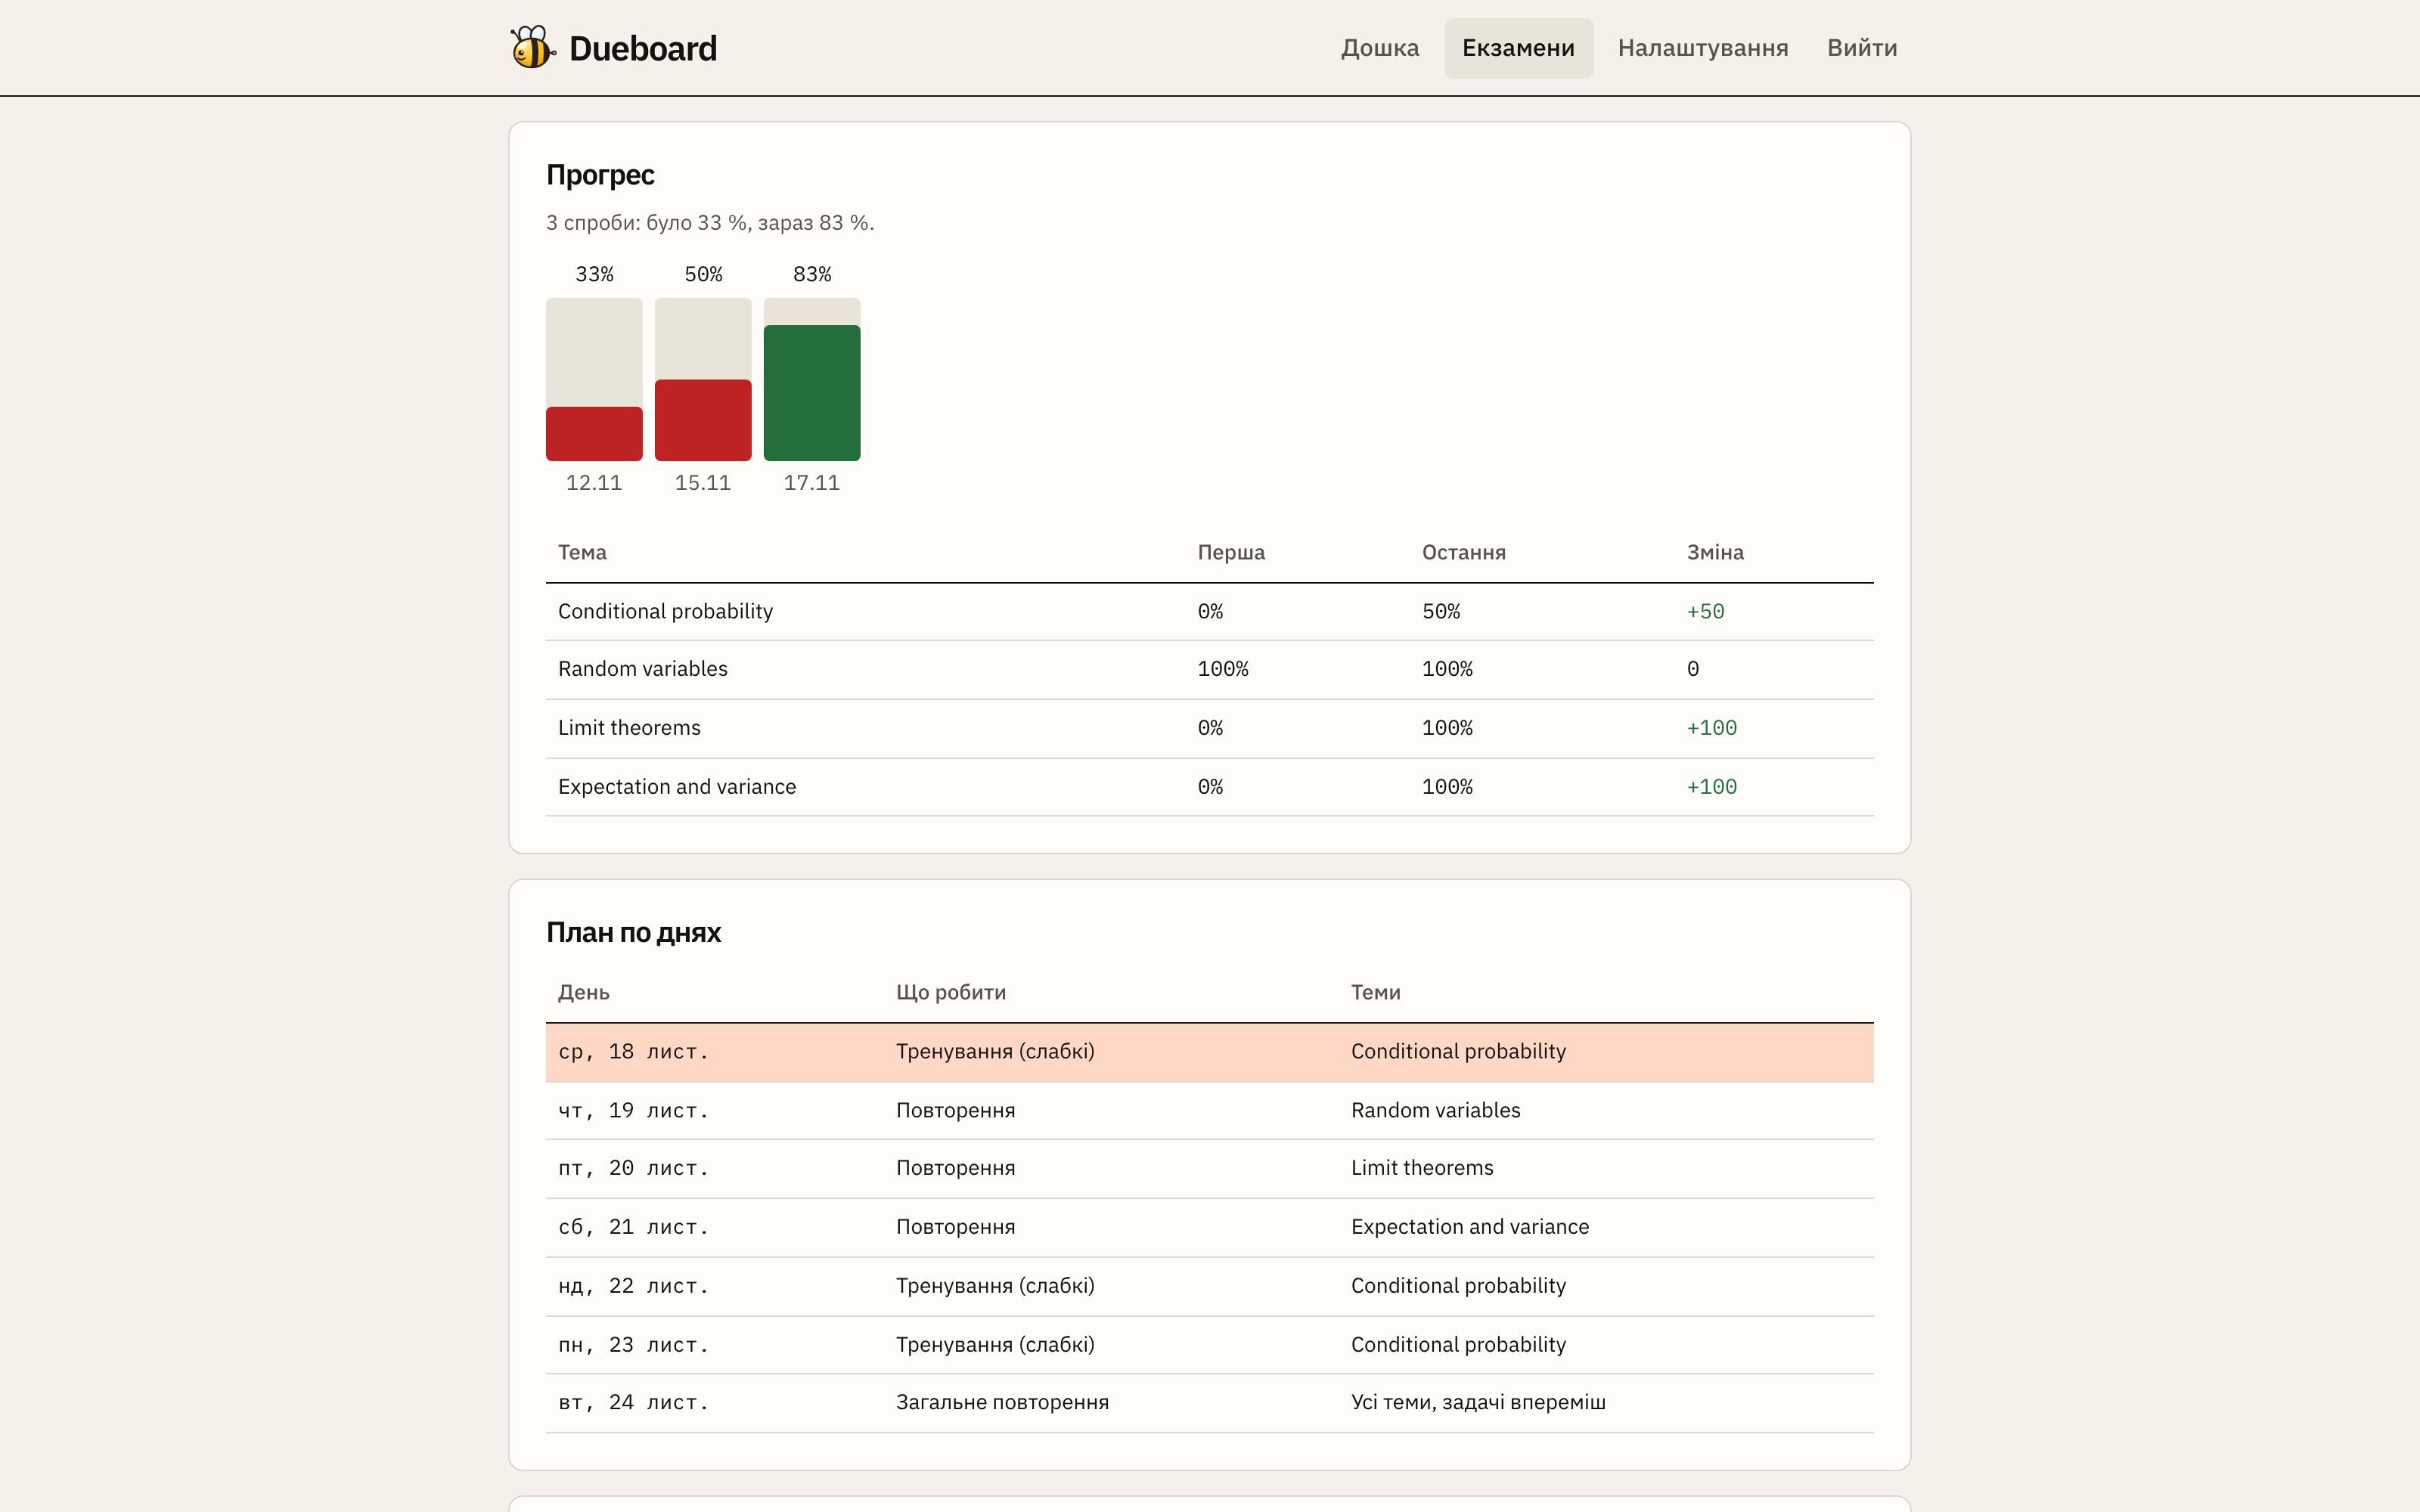 Dueboard
Дошка Екзамени Налаштування Вийти
Прогрес
3 спроби: було 33 %, зараз 83 %.
33% 50% 83%
12.11 15.11 17.11
Тема Перша Остання Зміна
Conditional probability 0% 50% +50
Random variables 100% 100% 0
Limit theorems 0% 100% +100
Expectation and variance 0% 100% +100
План по днях
День Що робити Теми
ср, 18 лист. Тренування (слабкі) Conditional probability
чт, 19 лист. Повторення Random variables
пт, 20 лист. Повторення Limit theorems
сб, 21 лист. Повторення Expectation and variance
нд, 22 лист. Тренування (слабкі) Conditional probability
пн, 23 лист. Тренування (слабкі) Conditional probability
вт, 24 лист. Загальне повторення Усі теми, задачі впереміш